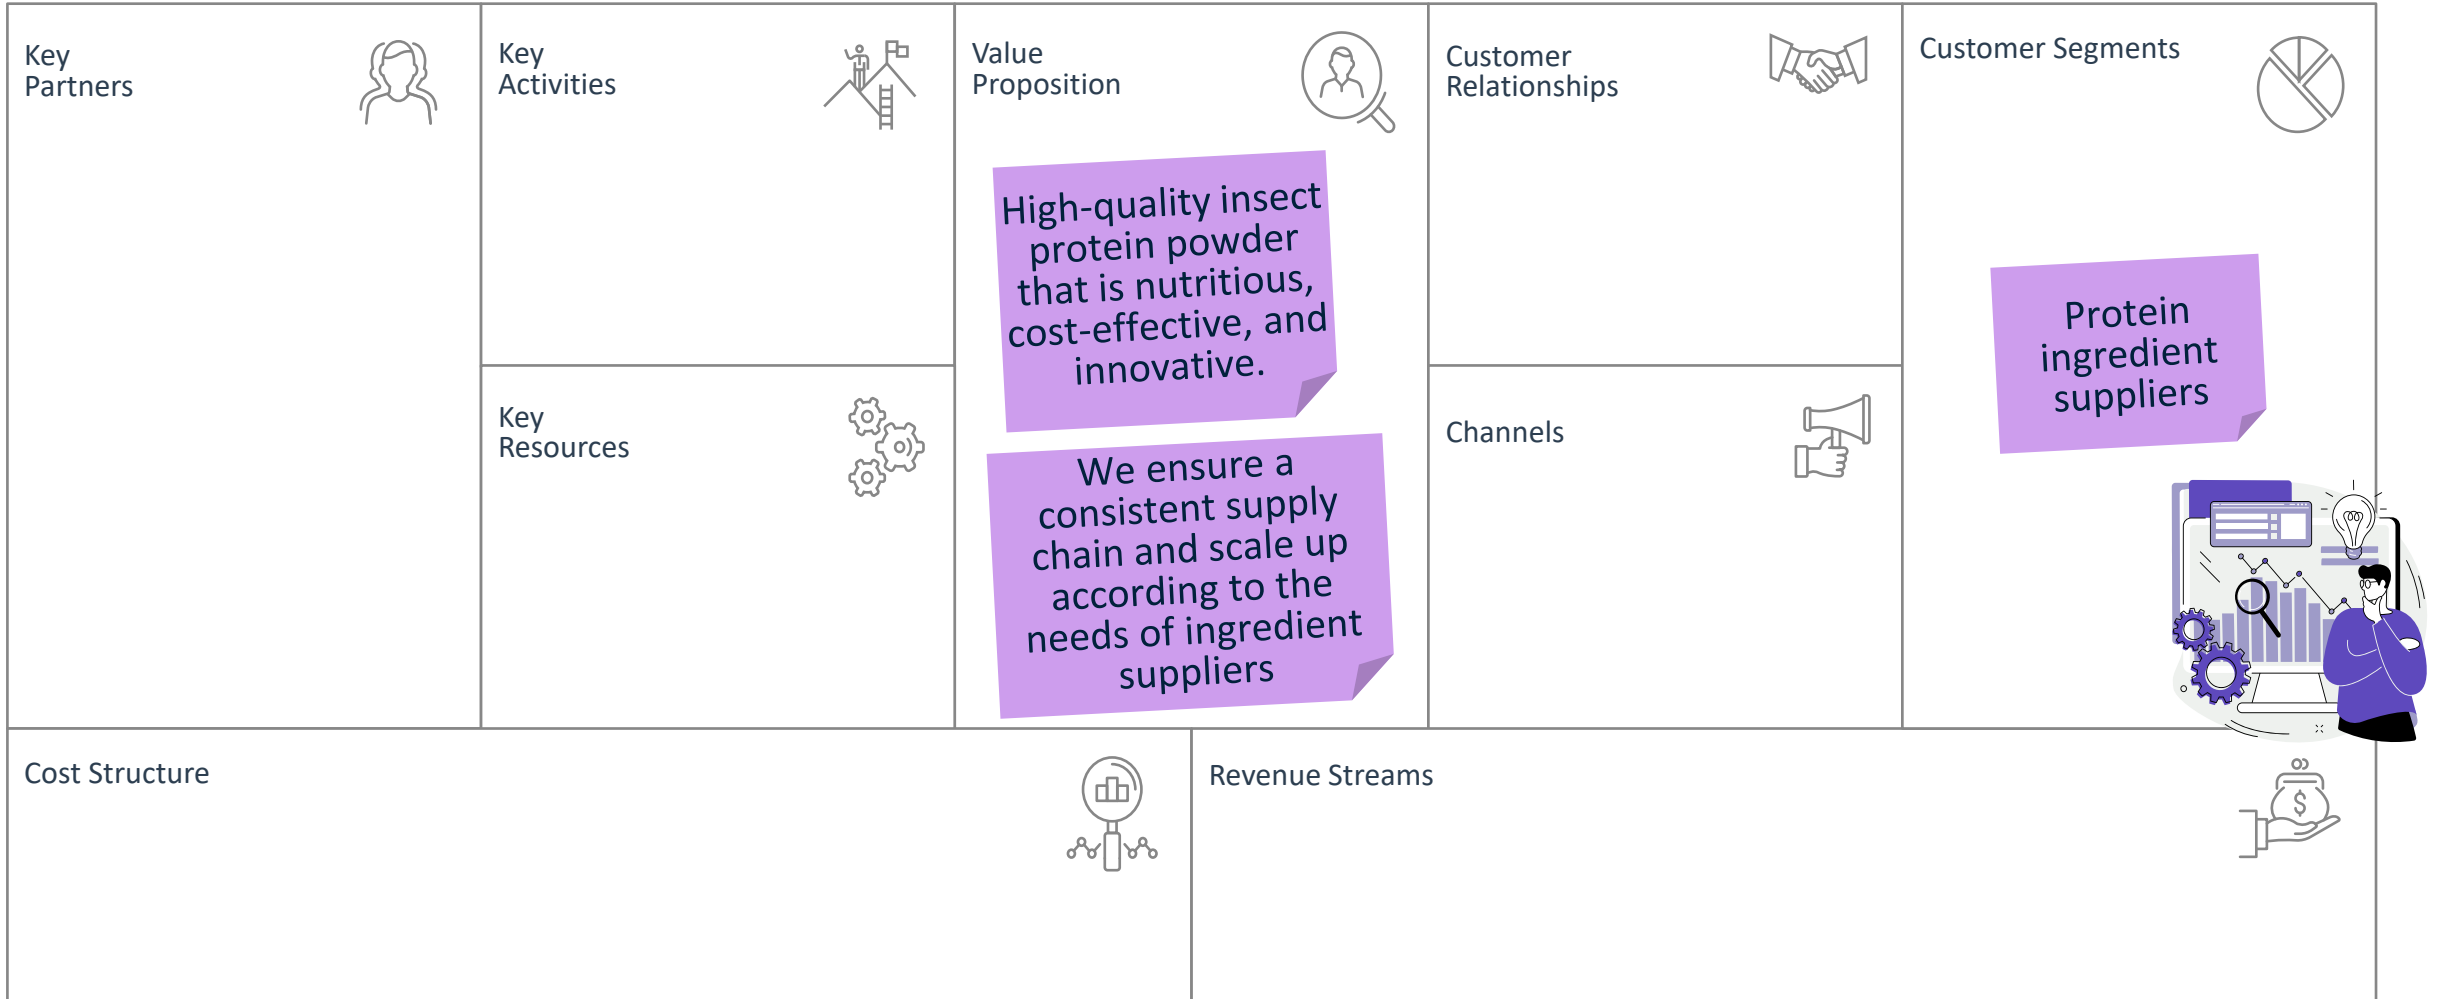 Key
Partners
Key
Activities
Value
Proposition
Customer
Relationships
Customer Segments
High-quality insect
protein powder
that is nutritious,
cost-effective, and
innovative.
Protein
ingredient
suppliers
Key
Resources
Channels
We ensure a
consistent supply
chain and scale up
according to the
needs of ingredient
suppliers
Cost Structure
Revenue Streams
$